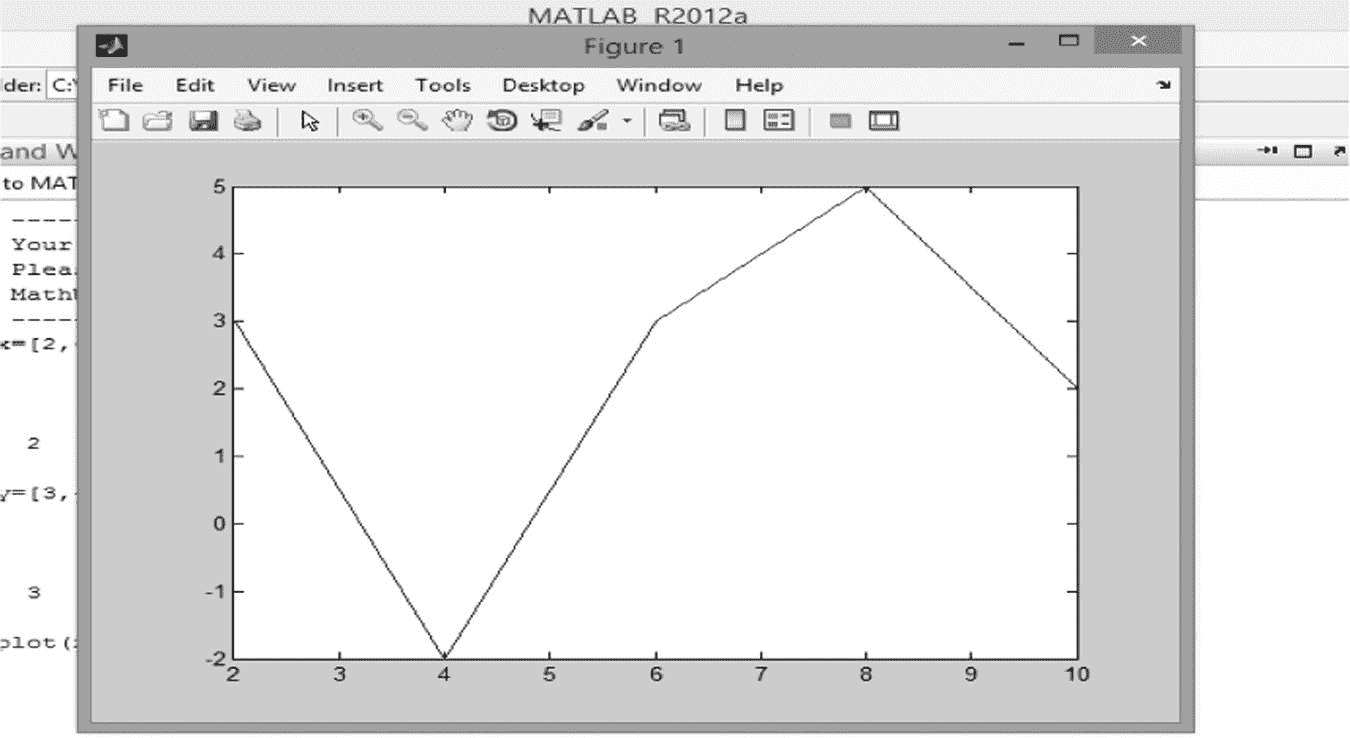 MATLAB R2012a
Figure 1
File Edit View Insert Tools Desktop Window Help
der: C:\
and W
to MAT
-----
Your
Plea
Math
-----
x=[2,
2
y=[3,
3
plot(
5
4
3
2
1
0
-1
-2
2 3 4 5 6 7 8 9 10